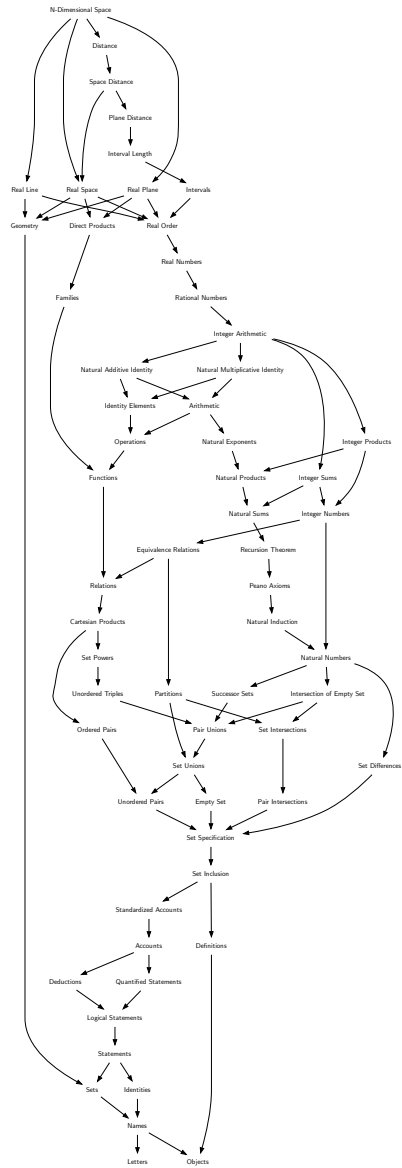 N-Dimensional Space
Distance
Space Distance
Plane Distance
Interval Length
Real Line Real Space Real Plane Intervals
Geometry Direct Products Real Order
Real Numbers
Families Rational Numbers
Integer Arithmetic
Natural Additive Identity Natural Multiplicative Identity
Identity Elements Arithmetic
Operations Natural Exponents Integer Products
Functions Natural Products Integer Sums
Natural Sums Integer Numbers
Equivalence Relations Recursion Theorem
Relations Peano Axioms
Cartesian Products Natural Induction
Set Powers Natural Numbers
Unordered Triples Partitions Successor Sets Intersection of Empty Set
Ordered Pairs Pair Unions Set Intersections
Set Unions Set Differences
Unordered Pairs Empty Set Pair Intersections
Set Specification
Set Inclusion
Standardized Accounts
Accounts Definitions
Deductions Quantified Statements
Logical Statements
Statements
Sets Identities
Names
Letters Objects